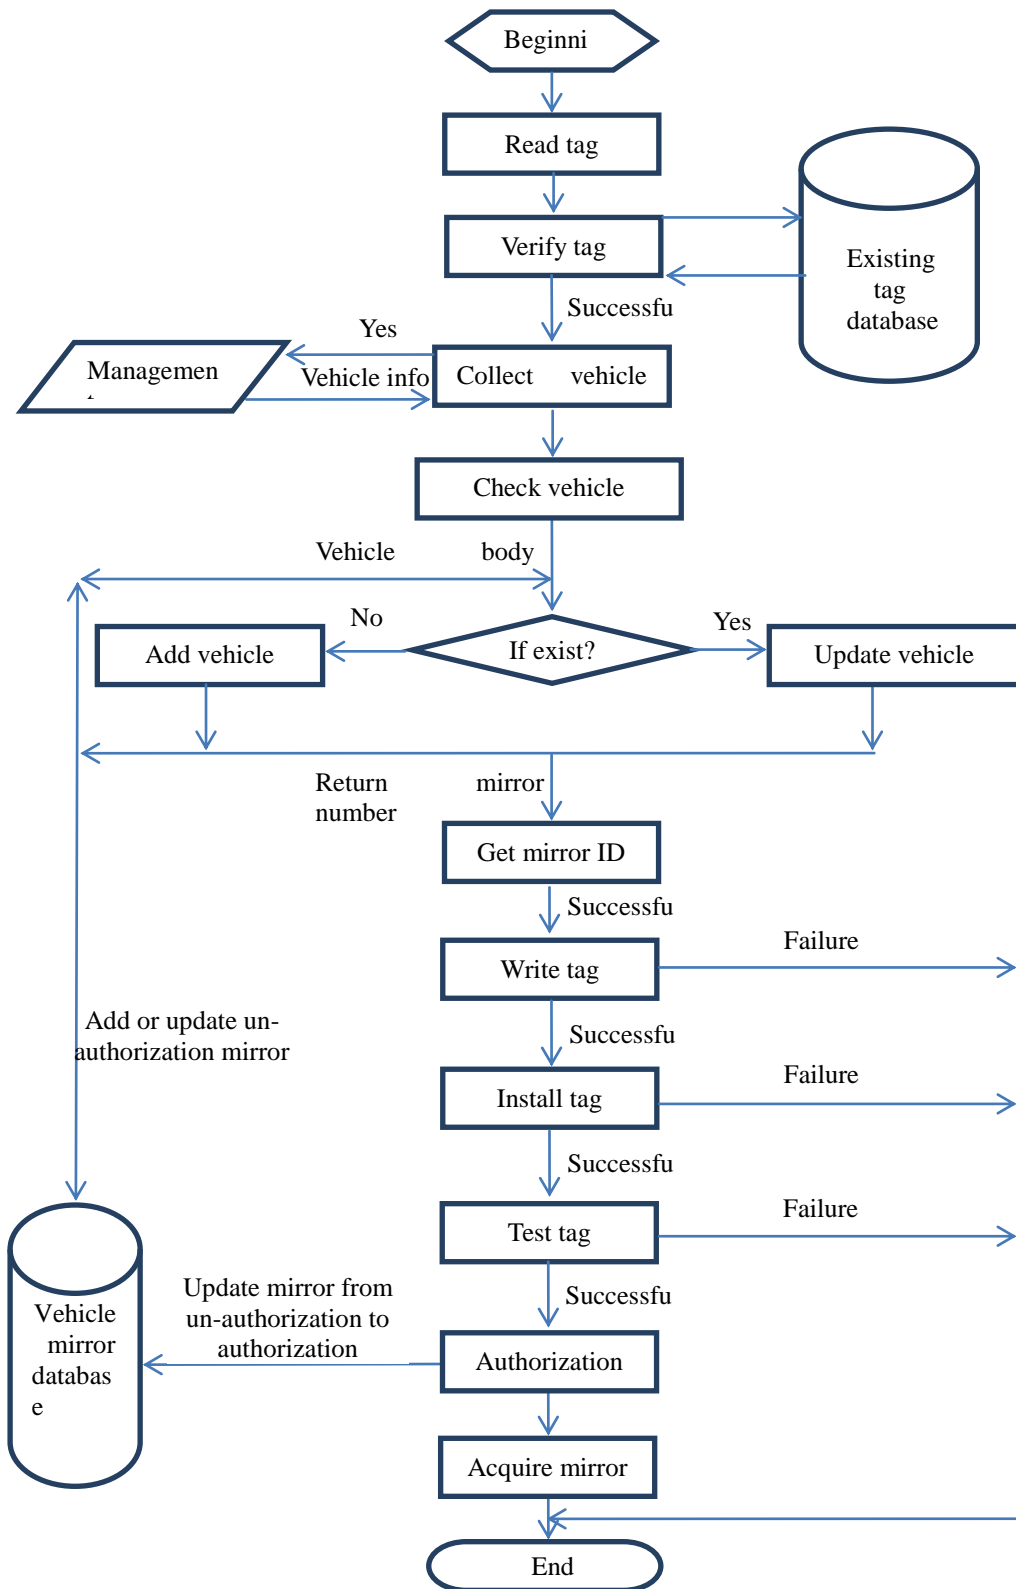 Beginni
Read tag
Verify tag
Existing
tag
database
Successfu
Yes
Managemen
Vehicle info
Collect vehicle
Check vehicle
Vehicle body
No
Yes
Add vehicle
If exist?
Update vehicle
Return mirror
number
Get mirror ID
Successfu
Write tag
Failure
Add or update un-
authorization mirror
Successfu
Install tag
Failure
Successfu
Test tag
Failure
Successfu
Update mirror from
un-authorization to
authorization
Vehicle
mirror
databas
e
Authorization
Acquire mirror
End